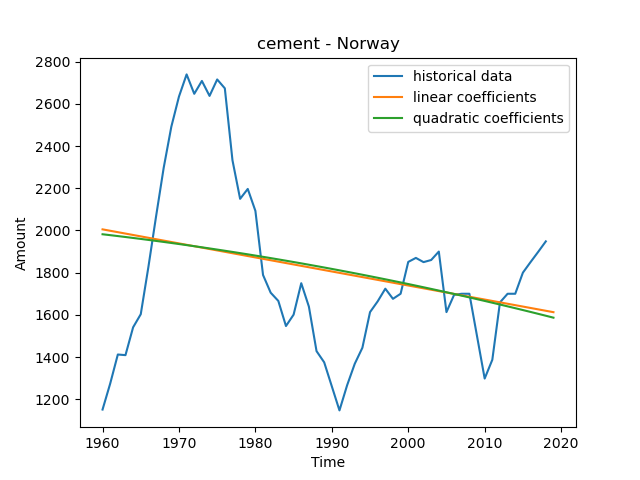 cement - Norway
historical data
linear coefficients
quadratic coefficients
Amount
2800
2600
2400
2200
2000
1800
1600
1400
1200
1960 1970 1980 1990 2000 2010 2020
Time